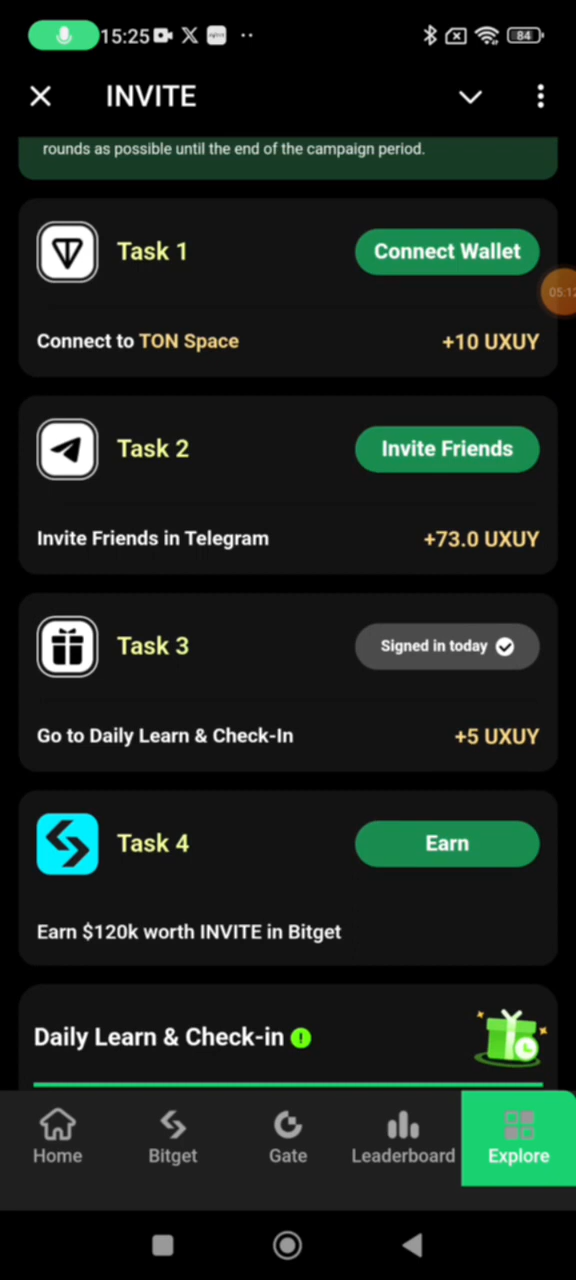 15:25
84
INVITE
rounds as possible until the end of the campaign period.
Task 1
Connect Wallet
05:12
Connect to TON Space
+10 UXUY
Task 2
Invite Friends
Invite Friends in Telegram
+73.0 UXUY
Task 3
Signed in today
Go to Daily Learn & Check-In
+5 UXUY
Task 4
Earn
Earn $120k worth INVITE in Bitget
Daily Learn & Check-in
Home
Bitget
Gate
Leaderboard
Explore